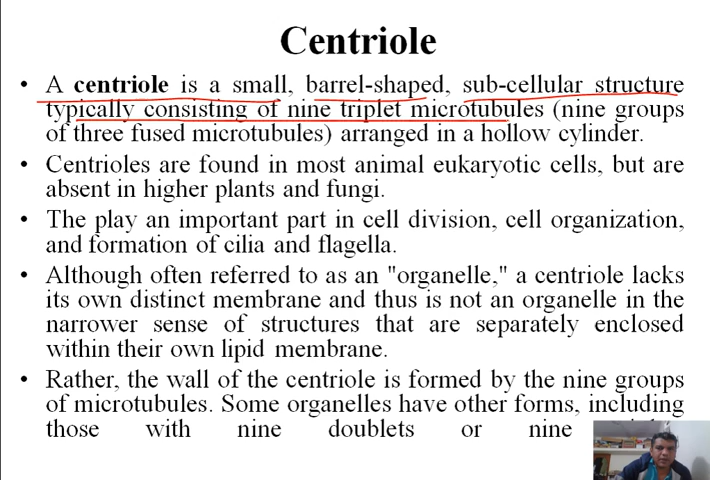 Centriole
• A centriole is a small, barrel-shaped, sub-cellular structure
typically consisting of nine triplet microtubules (nine groups
of three fused microtubules) arranged in a hollow cylinder.
• Centrioles are found in most animal eukaryotic cells, but are
absent in higher plants and fungi.
• The play an important part in cell division, cell organization,
and formation of cilia and flagella.
• Although often referred to as an "organelle," a centriole lacks
its own distinct membrane and thus is not an organelle in the
narrower sense of structures that are separately enclosed
within their own lipid membrane.
• Rather, the wall of the centriole is formed by the nine groups
of microtubules. Some organelles have other forms, including
those with nine doublets or nine